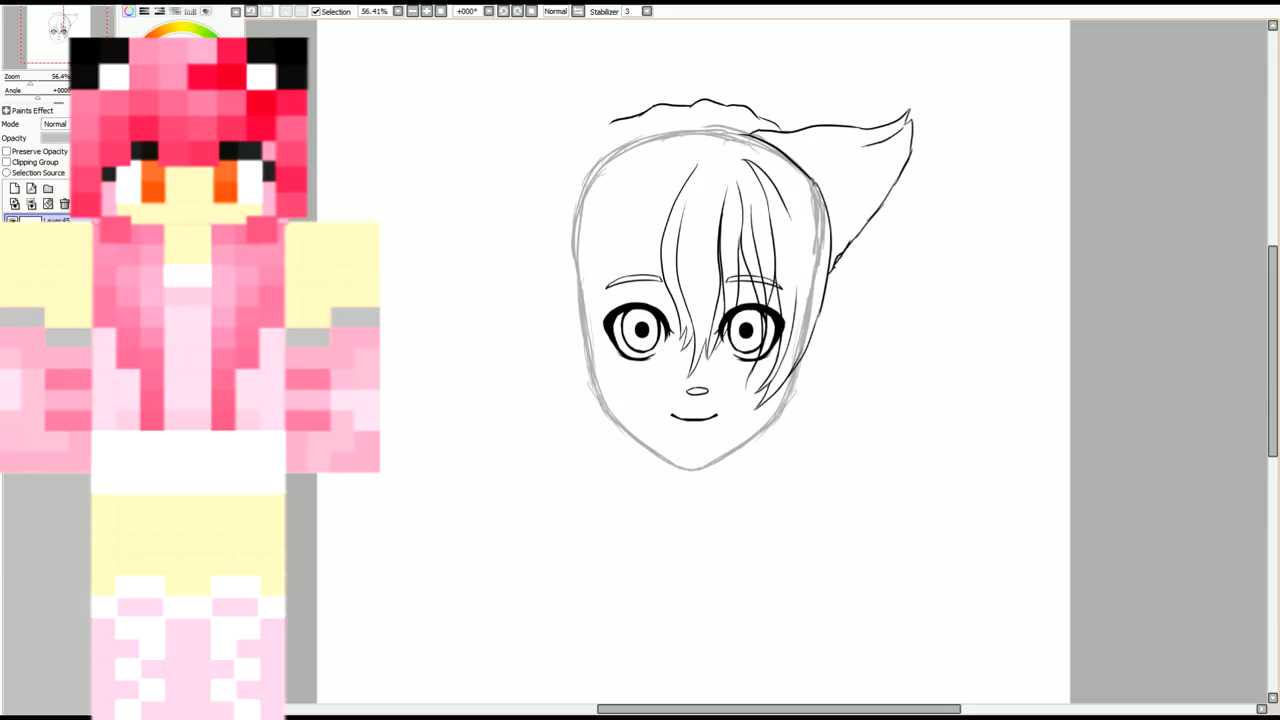 Selection 56.41% +000° Normal Stabilizer 3
Zoom 56.4%
Angle +000
Paints Effect
Mode Normal
Opacity
Preserve Opacity
Clipping Group
Selection Source